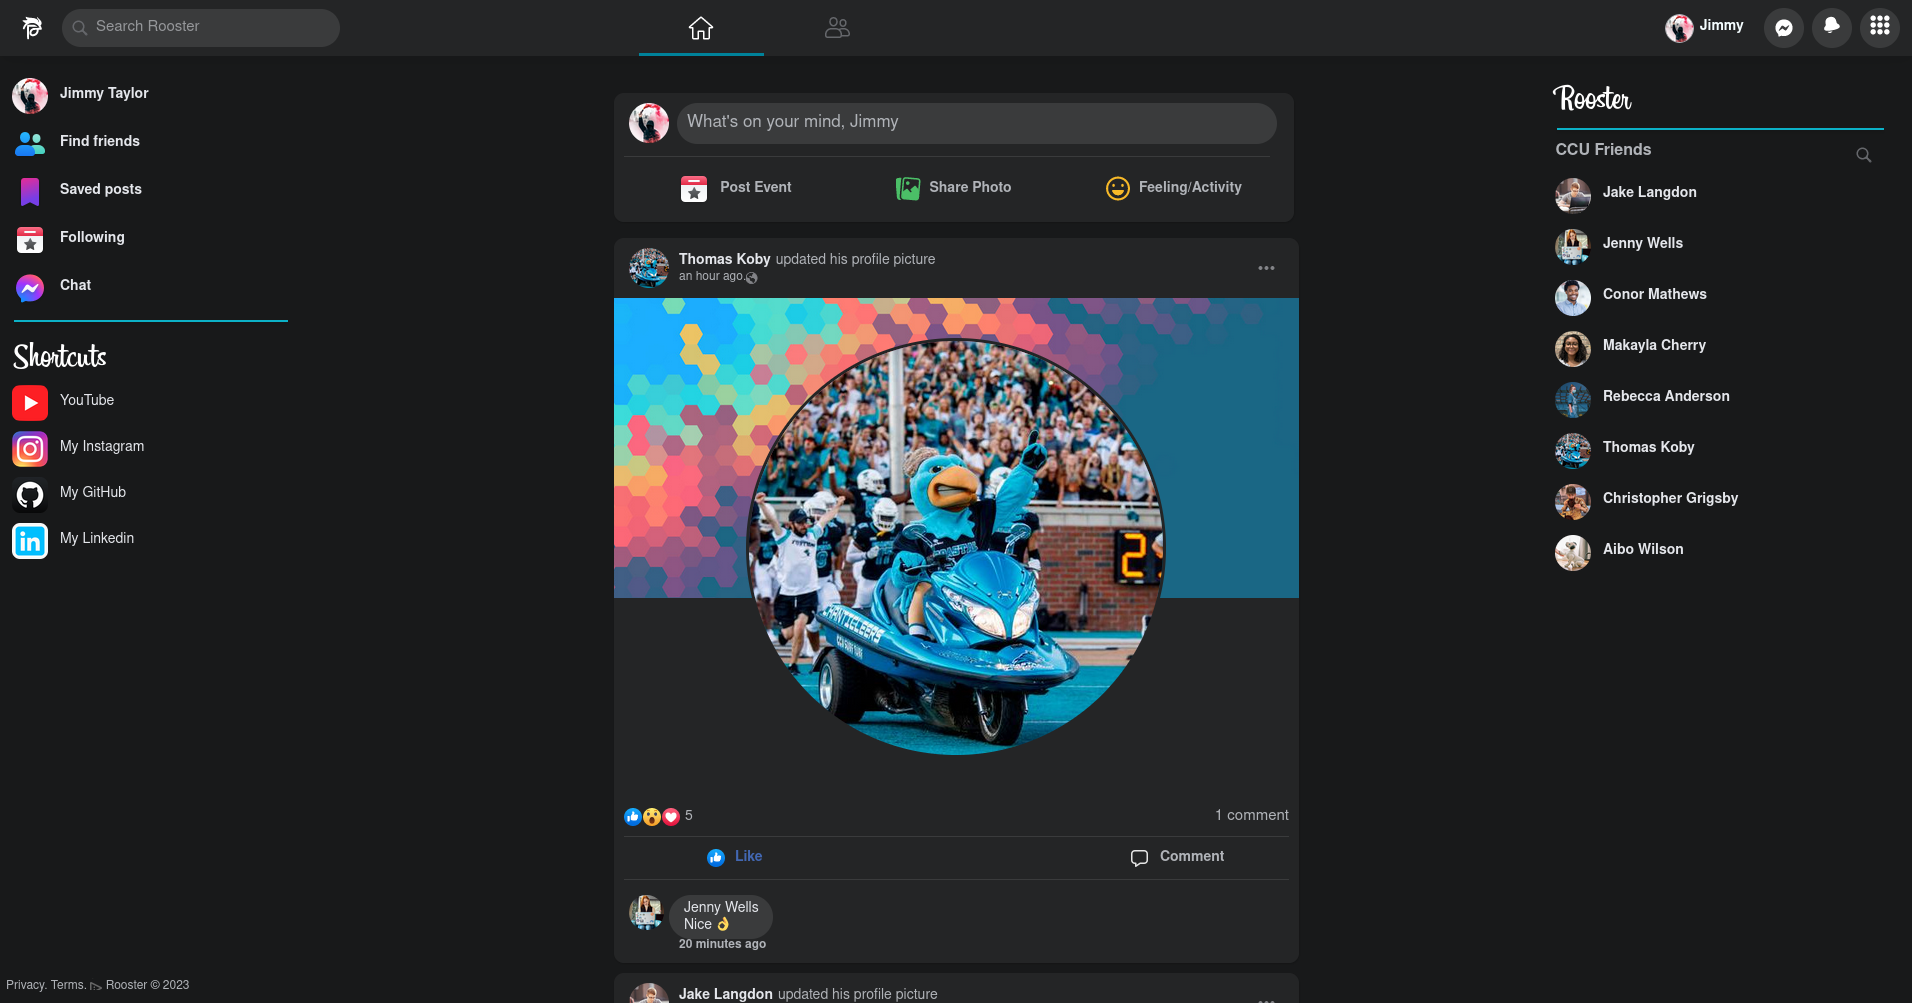 Search Rooster
Jimmy
Jimmy Taylor
Find friends
Saved posts
Following
Chat
Shortcuts
YouTube
My Instagram
My GitHub
My Linkedin
Privacy. Terms. Rooster © 2023
What's on your mind, Jimmy
Post Event
Share Photo
Feeling/Activity
Thomas Koby updated his profile picture
an hour ago.
COASTAL
CHANTICLEERS
2
5
1 comment
Like
Comment
Jenny Wells
Nice 👌
20 minutes ago
Jake Langdon updated his profile picture
Rooster
CCU Friends
Jake Langdon
Jenny Wells
Conor Mathews
Makayla Cherry
Rebecca Anderson
Thomas Koby
Christopher Grigsby
Aibo Wilson